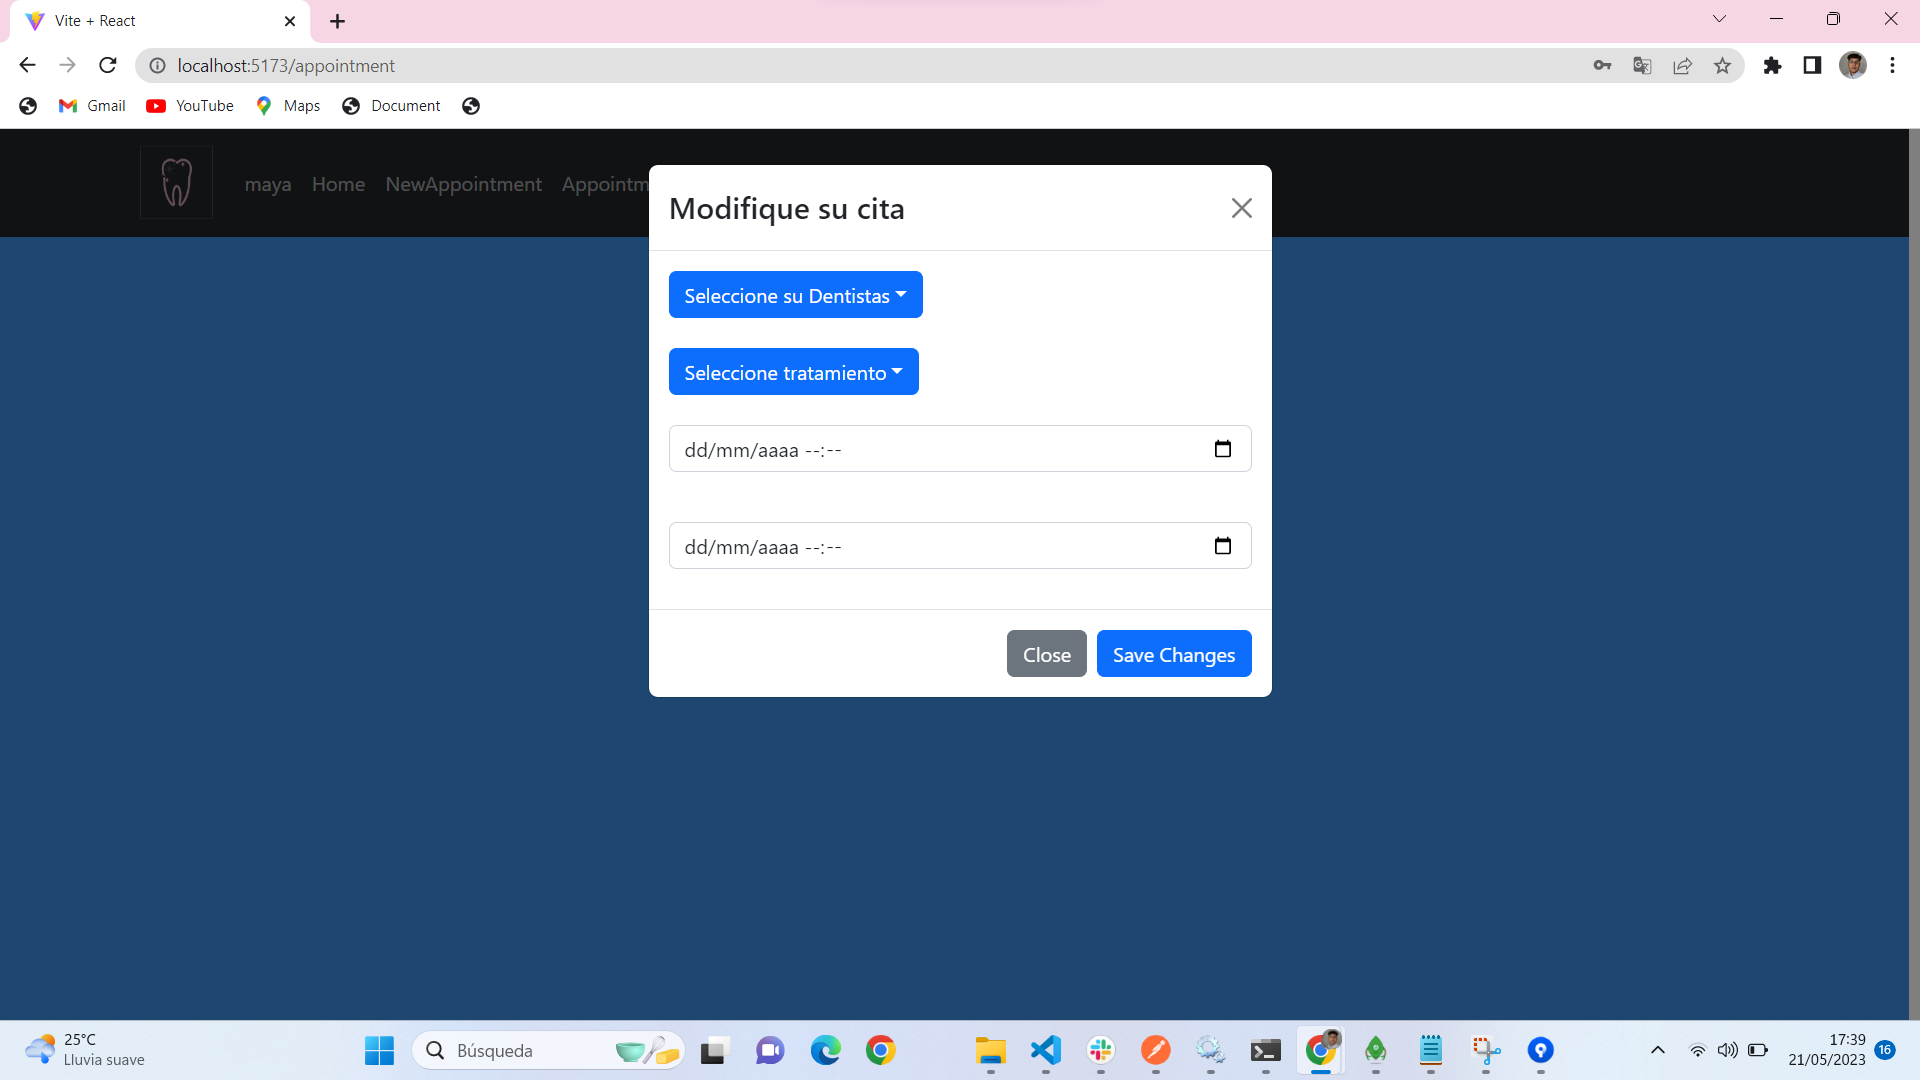 Vite + React
localhost:5173/appointment
Gmail YouTube Maps Document
maya Home NewAppointment Appointm
Modifique su cita
Seleccione su Dentistas
Seleccione tratamiento
dd/mm/aaaa --:--
dd/mm/aaaa --:--
Close Save Changes
25°C
Lluvia suave
Búsqueda
17:39
21/05/2023
16